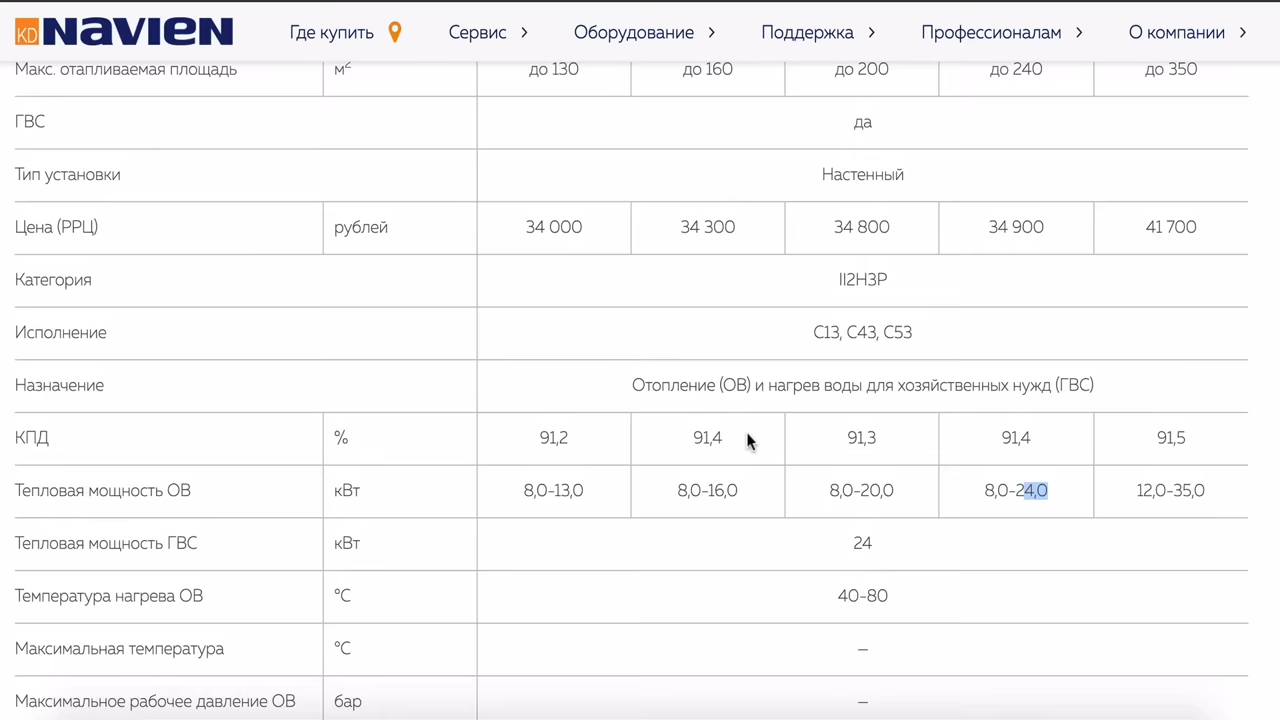 KD NAVIEN Где купить Сервис Оборудование Поддержка Профессионалам О компании
Макс. отапливаемая площадь м² до 130 до 160 до 200 до 240 до 350
ГВС да
Тип установки Настенный
Цена (РРЦ) рублей 34 000 34 300 34 800 34 900 41 700
Категория II2H3P
Исполнение C13, C43, C53
Назначение Отопление (ОВ) и нагрев воды для хозяйственных нужд (ГВС)
КПД % 91,2 91,4 91,3 91,4 91,5
Тепловая мощность ОВ кВт 8,0-13,0 8,0-16,0 8,0-20,0 8,0-24,0 12,0-35,0
Тепловая мощность ГВС кВт 24
Температура нагрева ОВ °C 40-80
Максимальная температура °C —
Максимальное рабочее давление ОВ бар —